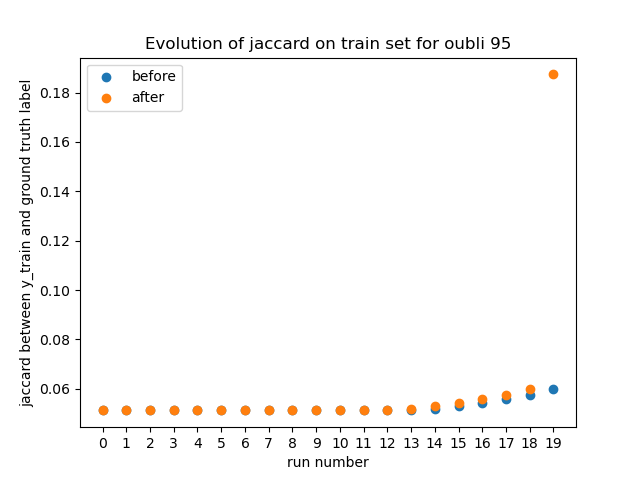 Evolution of jaccard on train set for oubli 95
before
after
jaccard between y_train and ground truth label
0.18
0.16
0.14
0.12
0.10
0.08
0.06
0 1 2 3 4 5 6 7 8 9 10 11 12 13 14 15 16 17 18 19
run number